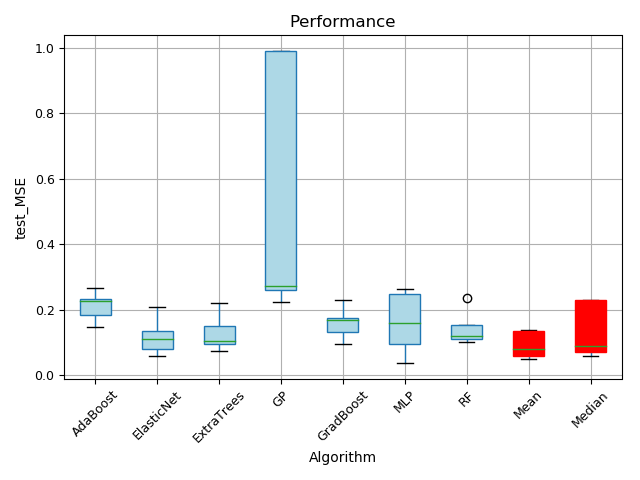 Performance
test_MSE
1.0
0.8
0.6
0.4
0.2
0.0
AdaBoost
ElasticNet
ExtraTrees
GP
GradBoost
MLP
RF
Mean
Median
Algorithm